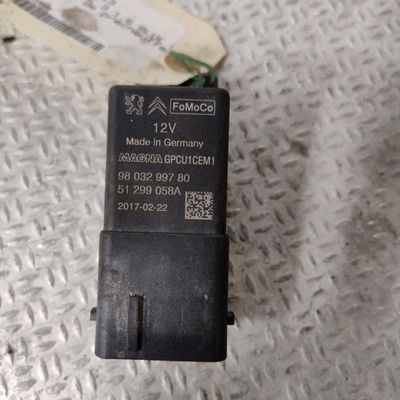 FoMoCo
12V
Made in Germany
MAGNA GPCU1CEM1
98 032 997 80
51 299 058A
2017-02-22